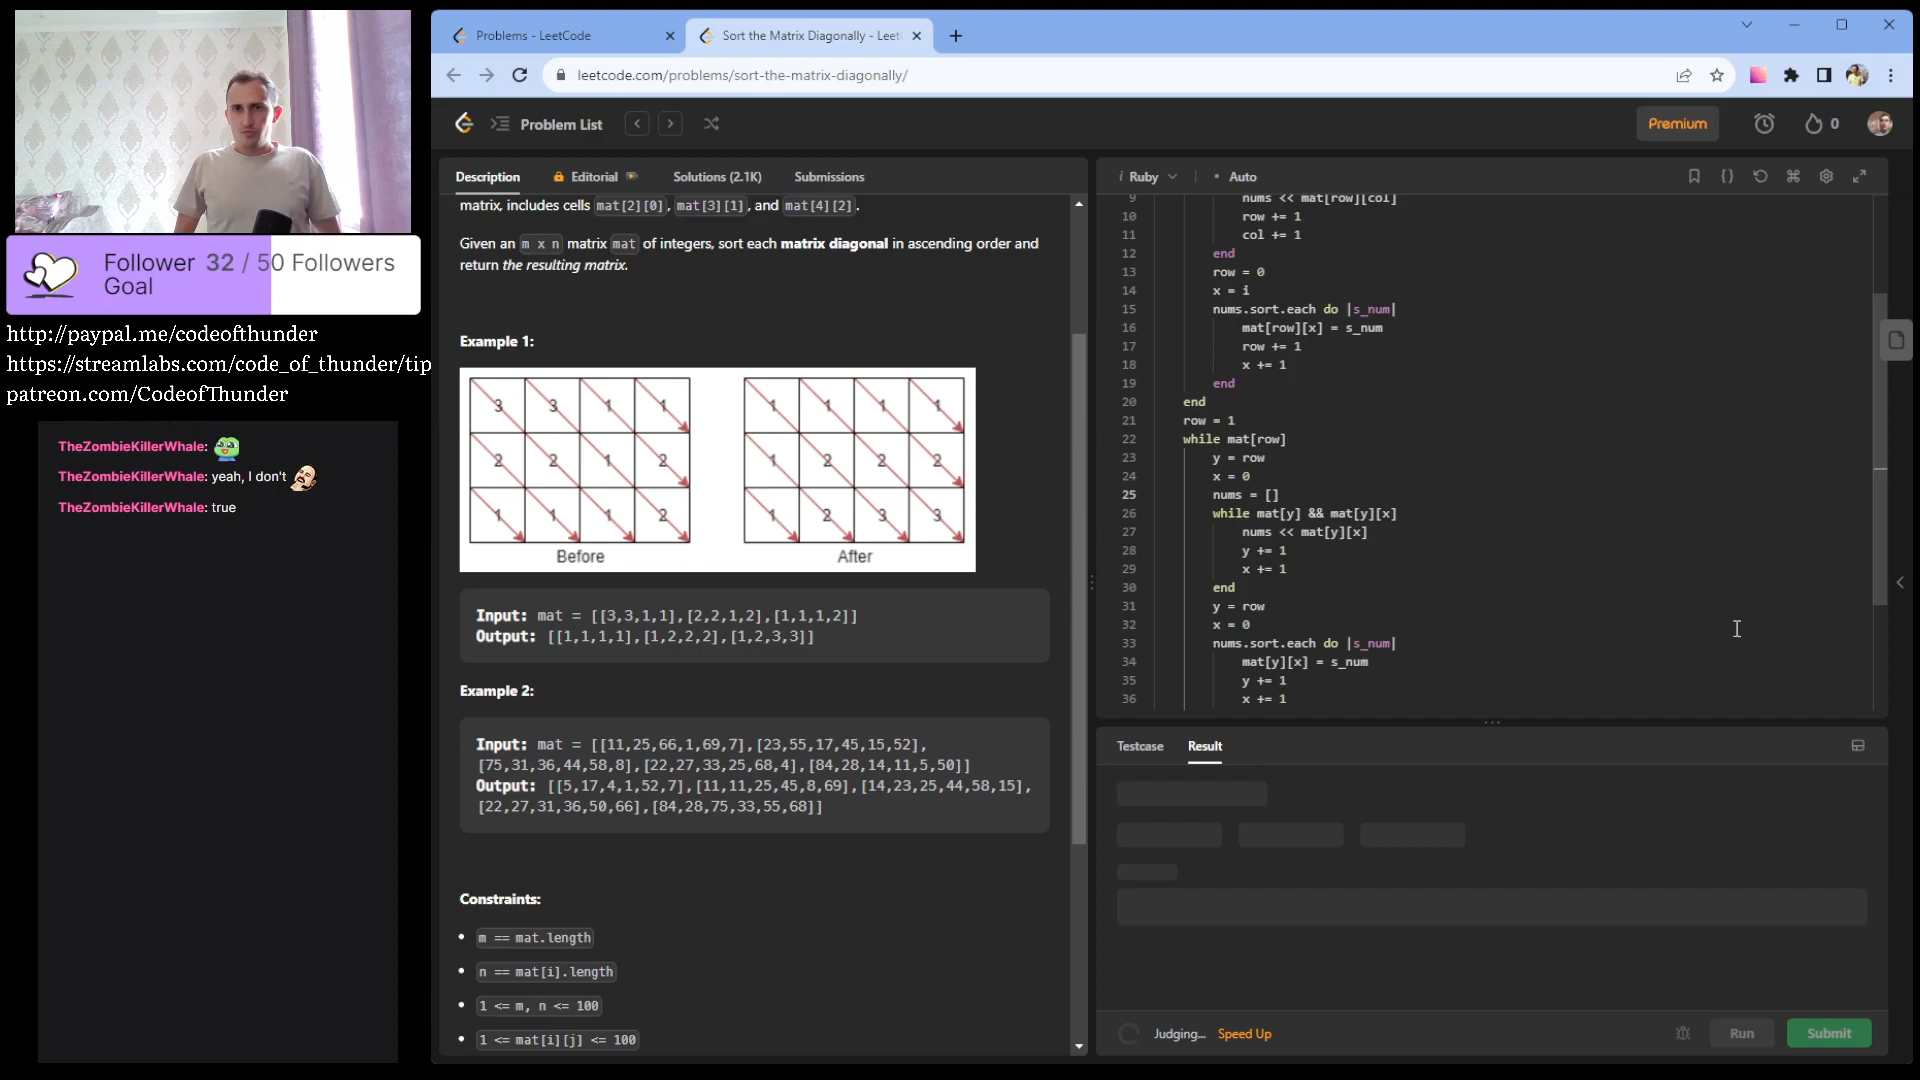 Problems - LeetCode
Sort the Matrix Diagonally - Leet
leetcode.com/problems/sort-the-matrix-diagonally/
Problem List
Premium
0
Follower 32 / 50 Followers
Goal
http://paypal.me/codeofthunder
https://streamlabs.com/code_of_thunder/tip
patreon.com/CodeofThunder
TheZombieKillerWhale:
TheZombieKillerWhale: yeah, I don't
TheZombieKillerWhale: true
Description
Editorial
Solutions (2.1K)
Submissions
matrix, includes cells mat[2][0], mat[3][1], and mat[4][2].
Given an m x n matrix mat of integers, sort each matrix diagonal in ascending order and
return the resulting matrix.
Example 1:
3 3 1 1
2 2 1 2
1 1 1 2
Before
1 1 1 1
1 2 2 2
1 2 3 3
After
Input: mat = [[3,3,1,1],[2,2,1,2],[1,1,1,2]]
Output: [[1,1,1,1],[1,2,2,2],[1,2,3,3]]
Example 2:
Input: mat = [[11,25,66,1,69,7],[23,55,17,45,15,52],
[75,31,36,44,58,8],[22,27,33,25,68,4],[84,28,14,11,5,50]]
Output: [[5,17,4,1,52,7],[11,11,25,45,8,69],[14,23,25,44,58,15],
[22,27,31,36,50,66],[84,28,75,33,55,68]]
Constraints:
• m == mat.length
• n == mat[i].length
• 1 <= m, n <= 100
• 1 <= mat[i][j] <= 100
i Ruby
• Auto
9 nums << mat[row][col]
10 row += 1
11 col += 1
12 end
13 row = 0
14 x = i
15 nums.sort.each do |s_num|
16 mat[row][x] = s_num
17 row += 1
18 x += 1
19 end
20 end
21 row = 1
22 while mat[row]
23 y = row
24 x = 0
25 nums = []
26 while mat[y] && mat[y][x]
27 nums << mat[y][x]
28 y += 1
29 x += 1
30 end
31 y = row
32 x = 0
33 nums.sort.each do |s_num|
34 mat[y][x] = s_num
35 y += 1
36 x += 1
Testcase
Result
Judging...
Speed Up
Run
Submit